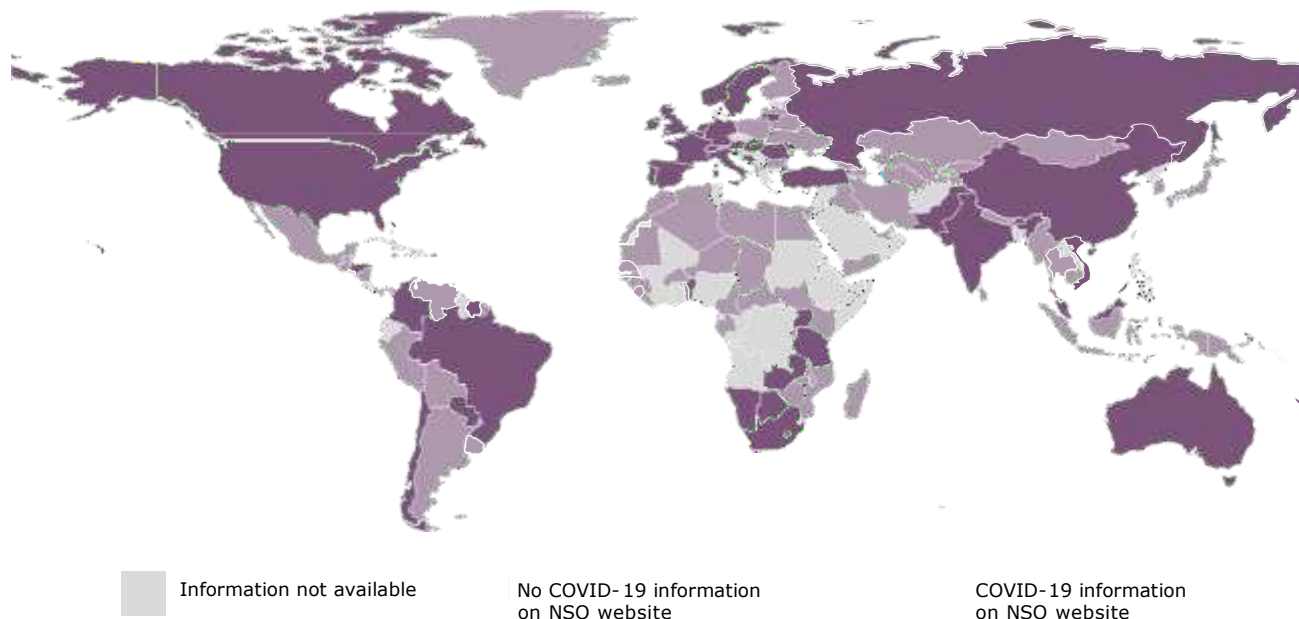 Information not available
No COVID-19 information
on NSO website
COVID-19 information
on NSO website